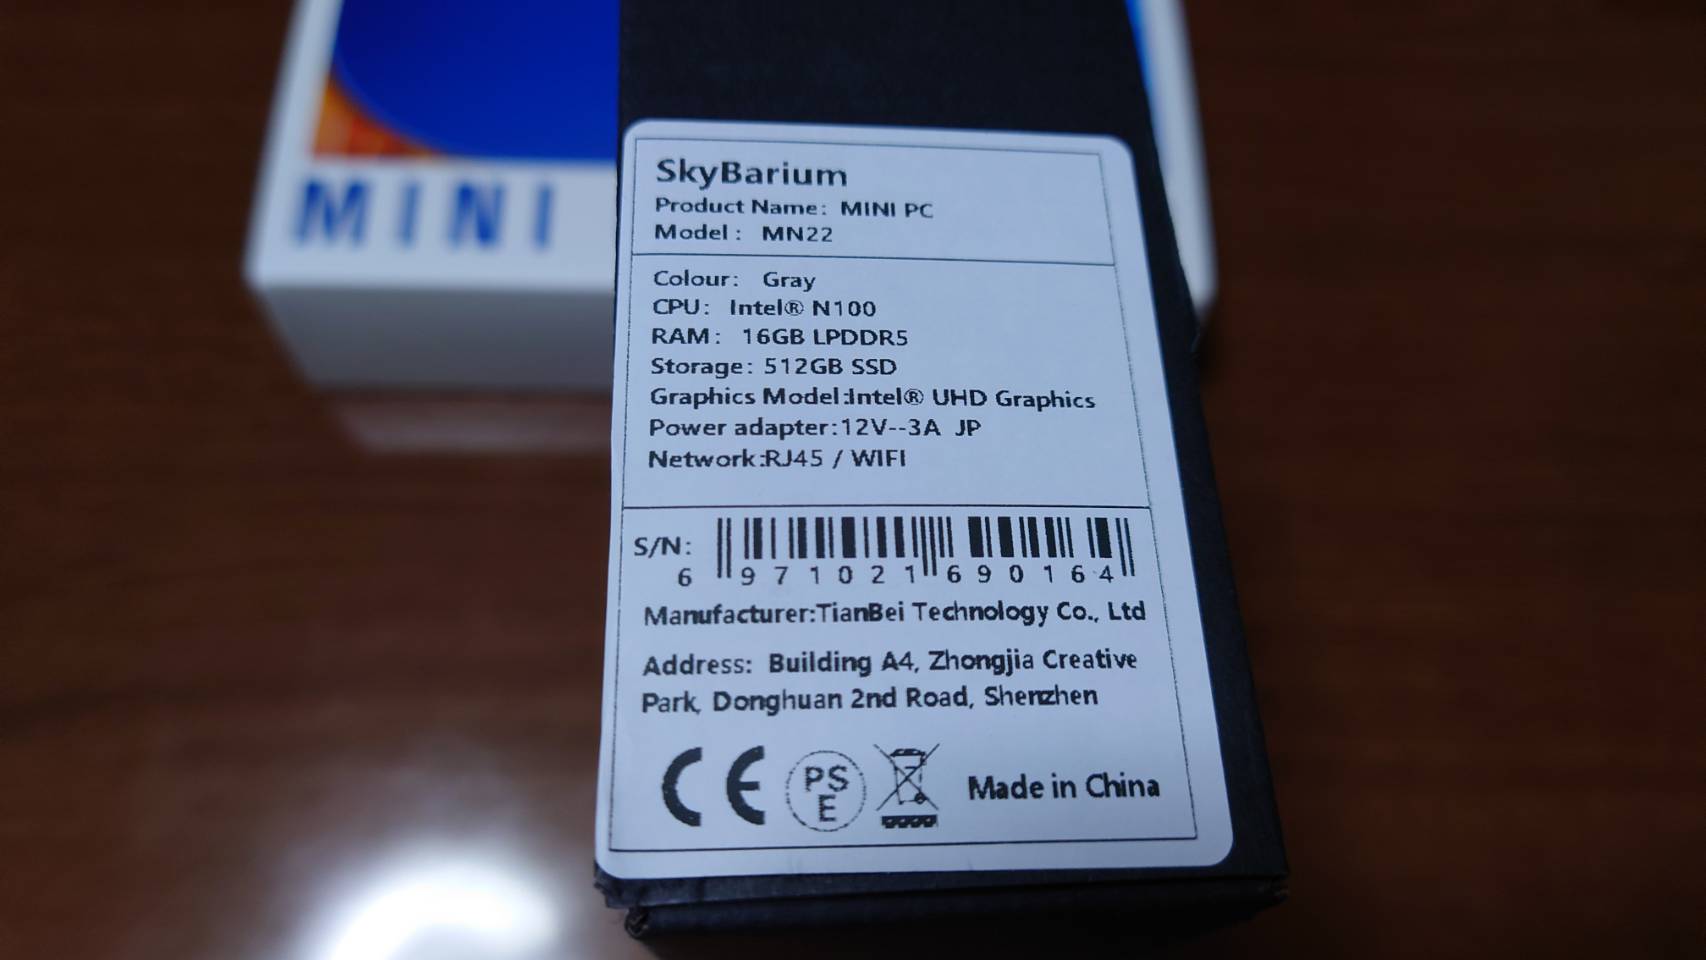 MINI
SkyBarium
Product Name: MINI PC
Model: MN22
Colour: Gray
CPU: Intel® N100
RAM: 16GB LPDDR5
Storage: 512GB SSD
Graphics Model:Intel® UHD Graphics
Power adapter:12V--3A JP
Network:RJ45 / WIFI
S/N:
6 971021 690164
Manufacturer:TianBei Technology Co., Ltd
Address: Building A4, Zhongjia Creative
Park, Donghuan 2nd Road, Shenzhen
CE PS
E Made in China